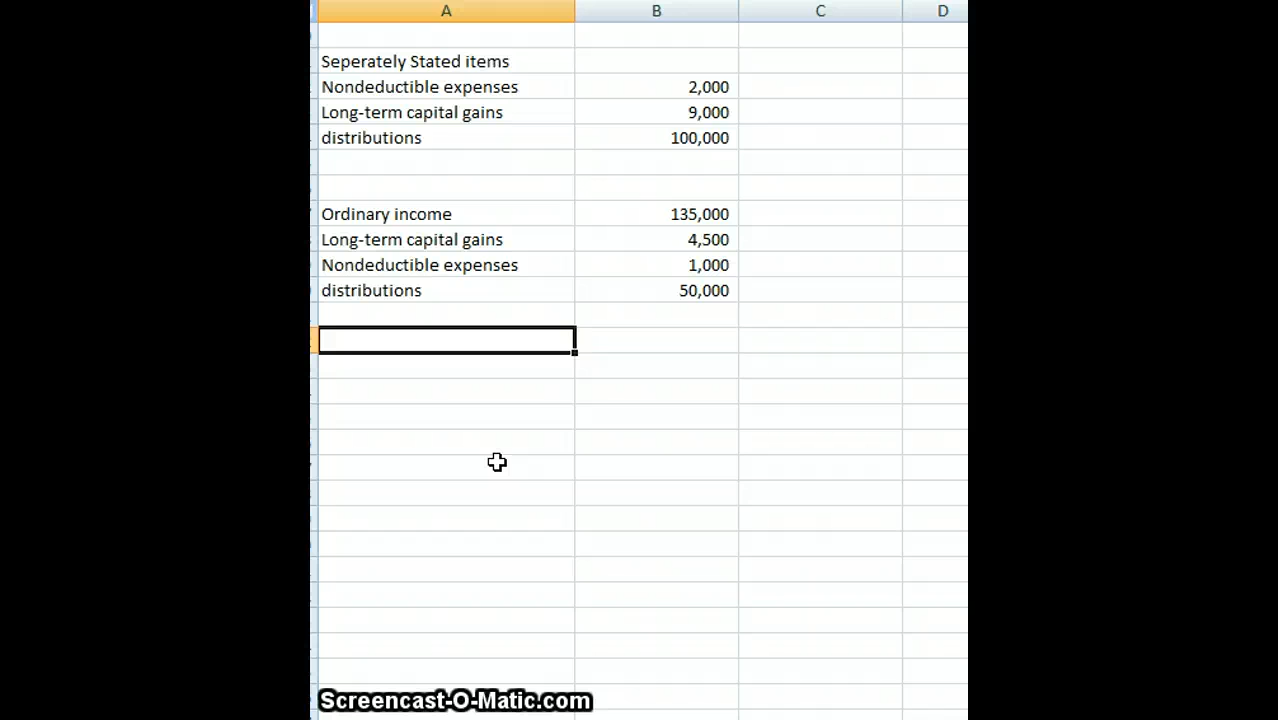 A B C D
Seperately Stated items
Nondeductible expenses 2,000
Long-term capital gains 9,000
distributions 100,000
Ordinary income 135,000
Long-term capital gains 4,500
Nondeductible expenses 1,000
distributions 50,000
Screencast-O-Matic.com